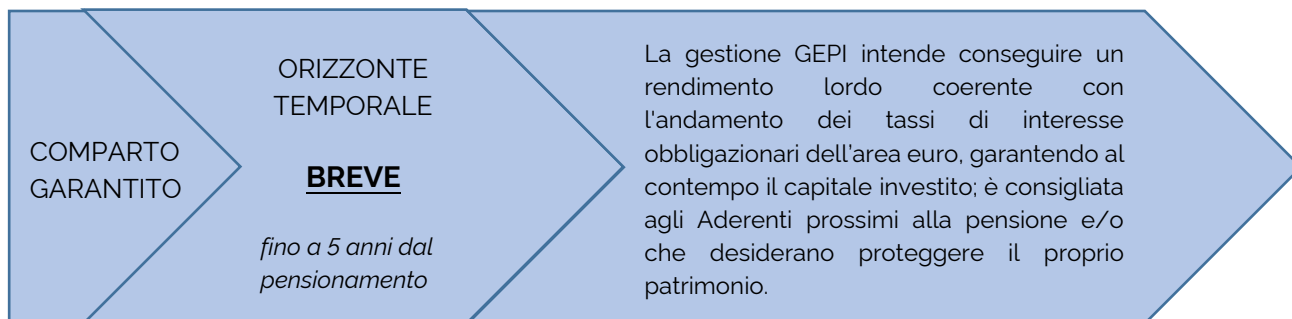 COMPARTO
GARANTITO
ORIZZONTE
TEMPORALE
BREVE
fino a 5 anni dal
pensionamento
La gestione GEPI intende conseguire un
rendimento lordo coerente con
l'andamento dei tassi di interesse
obbligazionari dell'area euro, garantendo al
contempo il capitale investito; è consigliata
agli Aderenti prossimi alla pensione e/o
che desiderano proteggere il proprio
patrimonio.